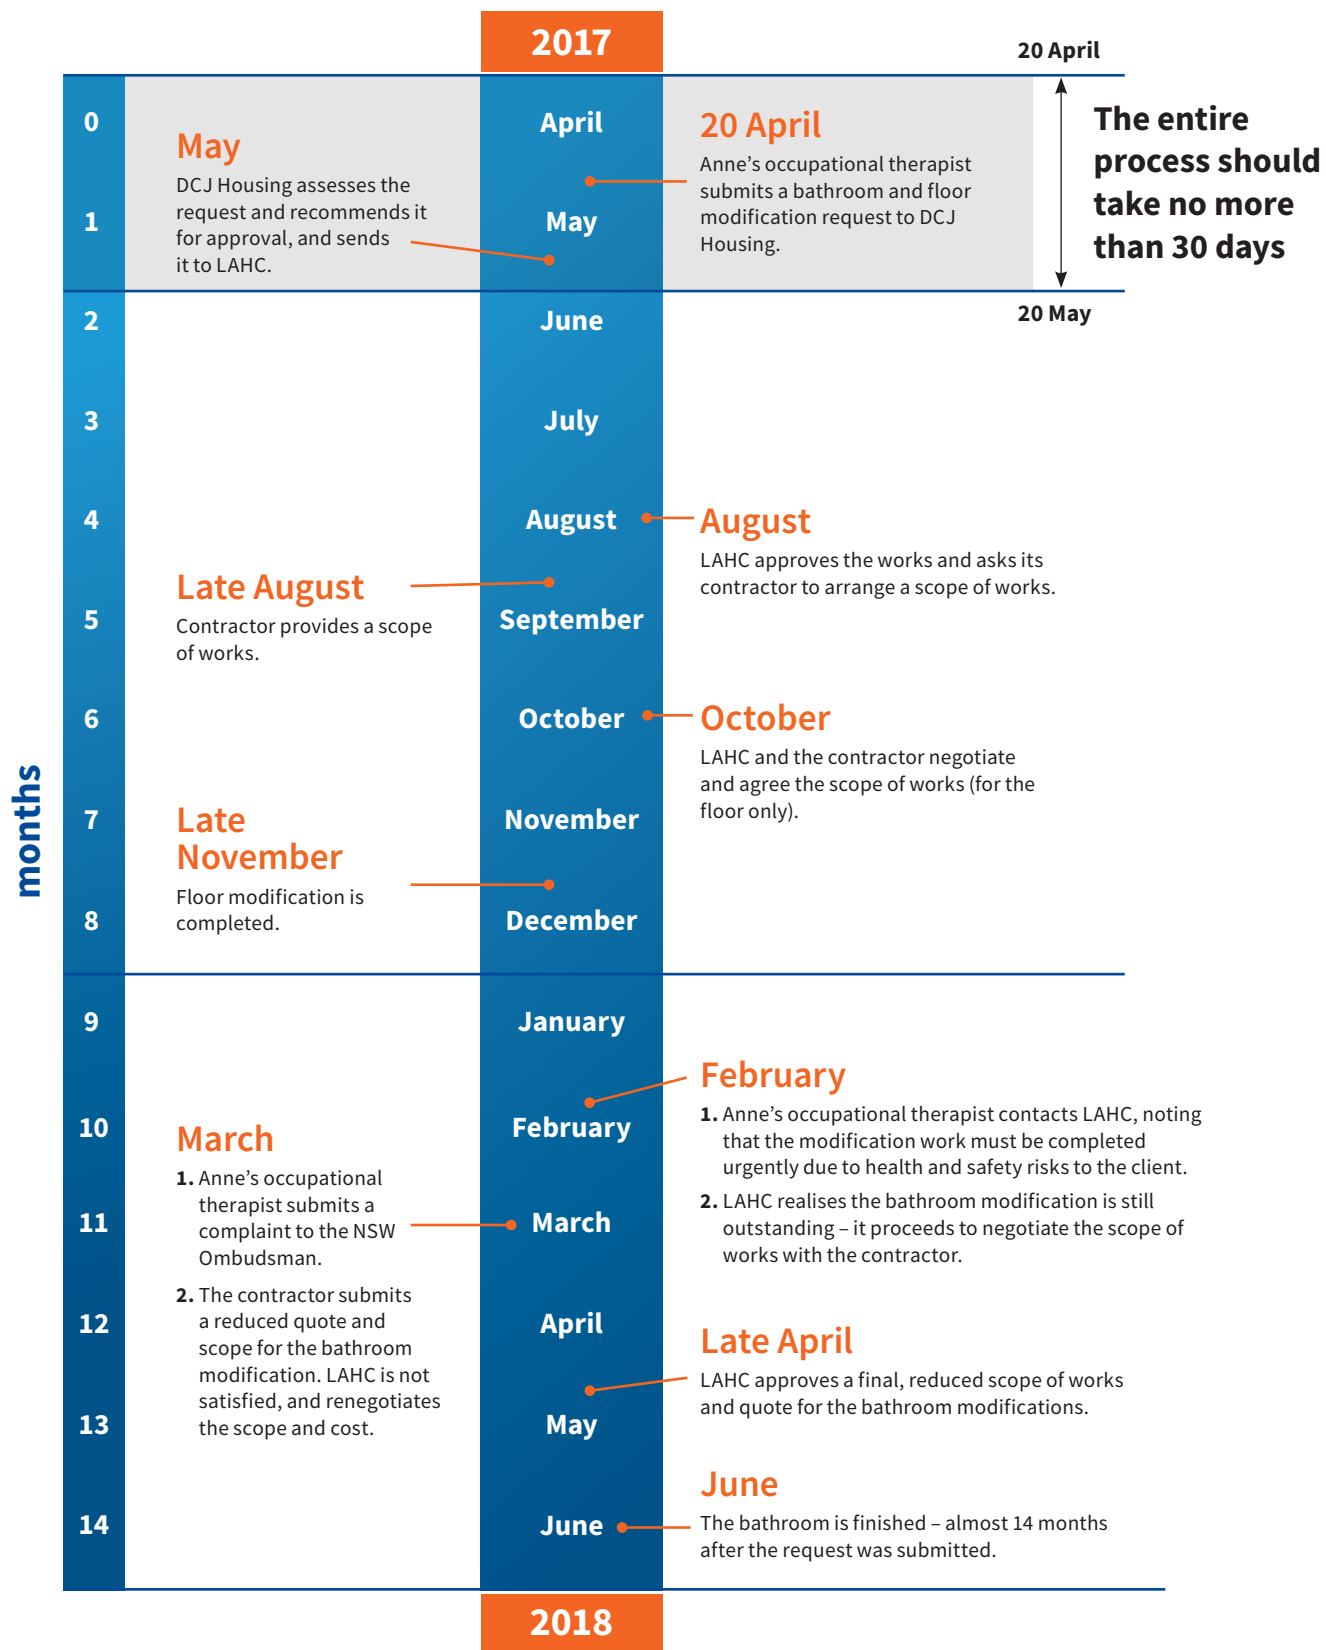 2017
20 April
The entire
process should
take no more
than 30 days
20 May
months
0
April
1
May
2
June
3
July
4
August
5
September
6
October
7
November
8
December
9
January
10
February
11
March
12
April
13
May
14
June
20 April
Anne’s occupational therapist
submits a bathroom and floor
modification request to DCJ
Housing.
May
DCJ Housing assesses the
request and recommends it
for approval, and sends
it to LAHC.
August
LAHC approves the works and asks its
contractor to arrange a scope of works.
Late August
Contractor provides a scope
of works.
October
LAHC and the contractor negotiate
and agree the scope of works (for the
floor only).
Late
November
Floor modification is
completed.
February
1. Anne’s occupational therapist contacts LAHC, noting
that the modification work must be completed
urgently due to health and safety risks to the client.
2. LAHC realises the bathroom modification is still
outstanding – it proceeds to negotiate the scope of
works with the contractor.
March
1. Anne’s occupational
therapist submits a
complaint to the NSW
Ombudsman.
2. The contractor submits
a reduced quote and
scope for the bathroom
modification. LAHC is not
satisfied, and renegotiates
the scope and cost.
Late April
LAHC approves a final, reduced scope of works
and quote for the bathroom modifications.
June
The bathroom is finished – almost 14 months
after the request was submitted.
2018